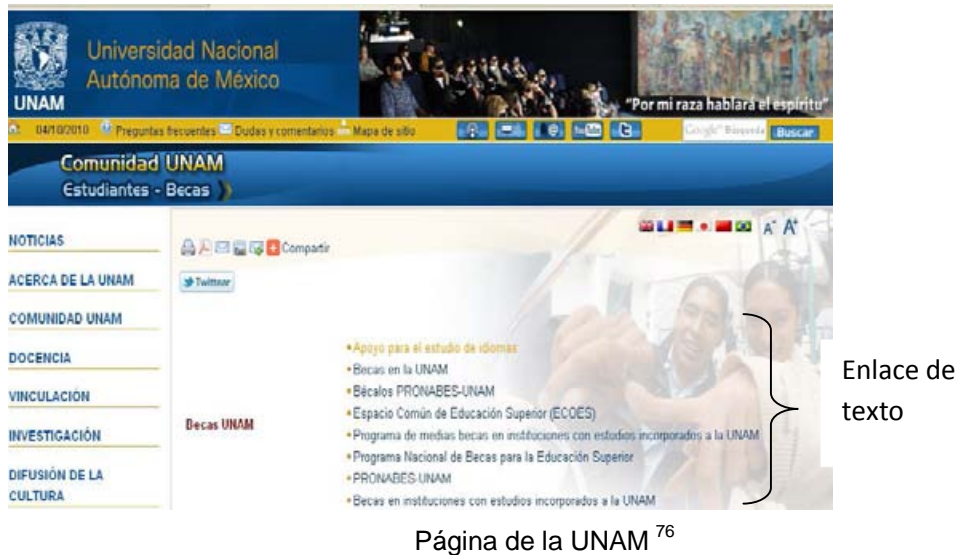 Universidad Nacional
Autónoma de México
UNAM
"Por mi raza hablará el espíritu"
04/10/2010 Preguntas frecuentes Dudas y comentarios Mapa de sitio
Google Búsqueda Buscar
Comunidad UNAM
Estudiantes - Becas
NOTICIAS
ACERCA DE LA UNAM
COMUNIDAD UNAM
DOCENCIA
VINCULACIÓN
INVESTIGACIÓN
DIFUSIÓN DE LA
CULTURA
Compartir
A- A+
Twittear
Becas UNAM
•Apoyo para el estudio de idiomas
•Becas en la UNAM
•Bécalos PRONABES-UNAM
•Espacio Común de Educación Superior (ECOES)
•Programa de medias becas en instituciones con estudios incorporados a la UNAM
•Programa Nacional de Becas para la Educación Superior
•PRONABES-UNAM
•Becas en instituciones con estudios incorporados a la UNAM
Enlace de
texto
Página de la UNAM 76